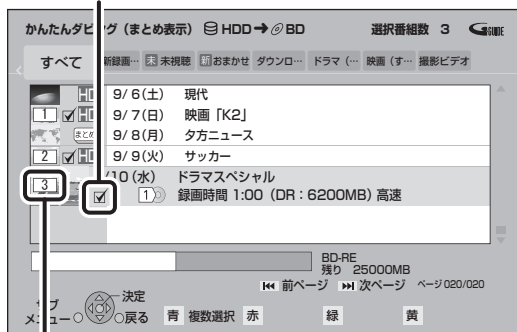 かんたんダビング (まとめ表示) HDD→BD 選択番組数 3 GGUIDE
すべて 新録画… 未 未視聴 新おまかせ ダウンロ… ドラマ (… 映画 (す… 撮影ビデオ
9/ 6(土) 現代
1 9/ 7(日) 映画「K2」
まとめ 9/ 8(月) 夕方ニュース
2 9/ 9(火) サッカー
3 /10(水) ドラマスペシャル
1 録画時間 1:00 (DR:6200MB) 高速
BD-RE
残り 25000MB
前ページ 次ページ ページ020/020
サブメニュー 決定 戻る 青 複数選択 赤 緑 黄